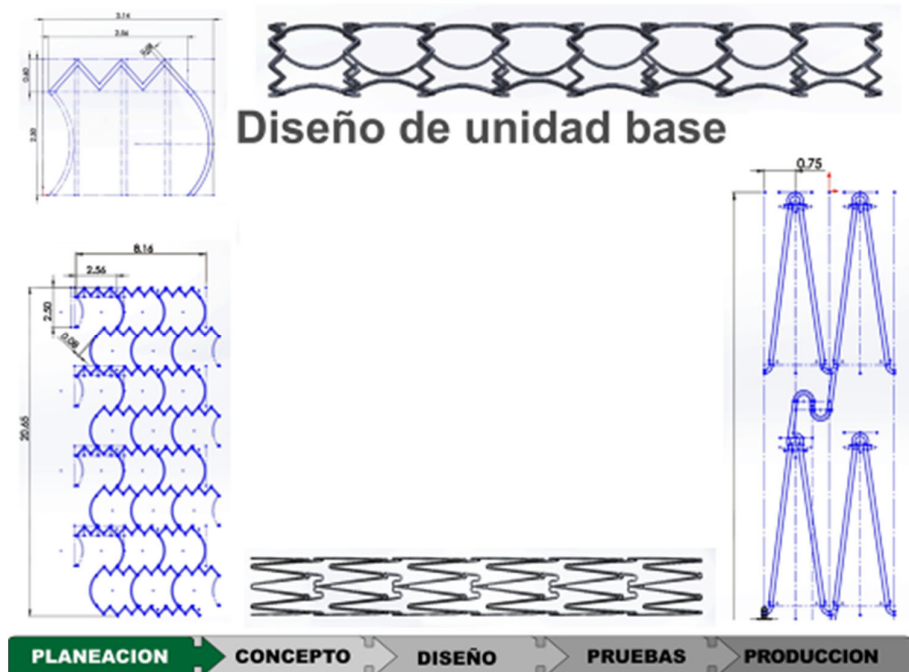 3.16
2.56
0.08
0.60
2.50
Diseño de unidad base
0.75
8.16
2.56
2.50
0.08
20.65
PLANEACION
CONCEPTO
DISEÑO
PRUEBAS
PRODUCCION